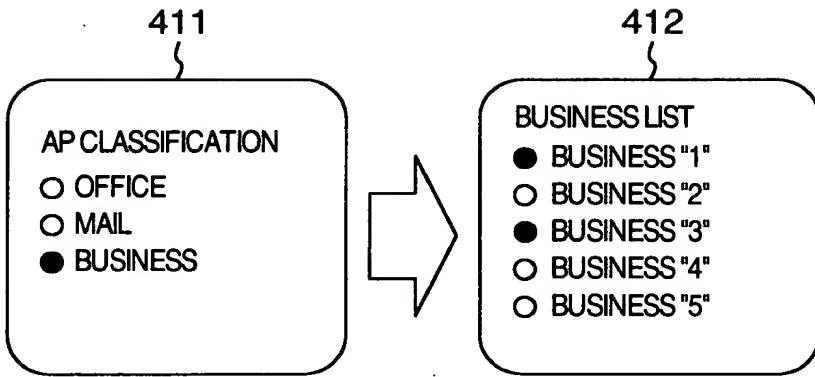 411
412
AP CLASSIFICATION
OFFICE
MAIL
BUSINESS
BUSINESS LIST
BUSINESS "1"
BUSINESS "2"
BUSINESS "3"
BUSINESS "4"
BUSINESS "5"